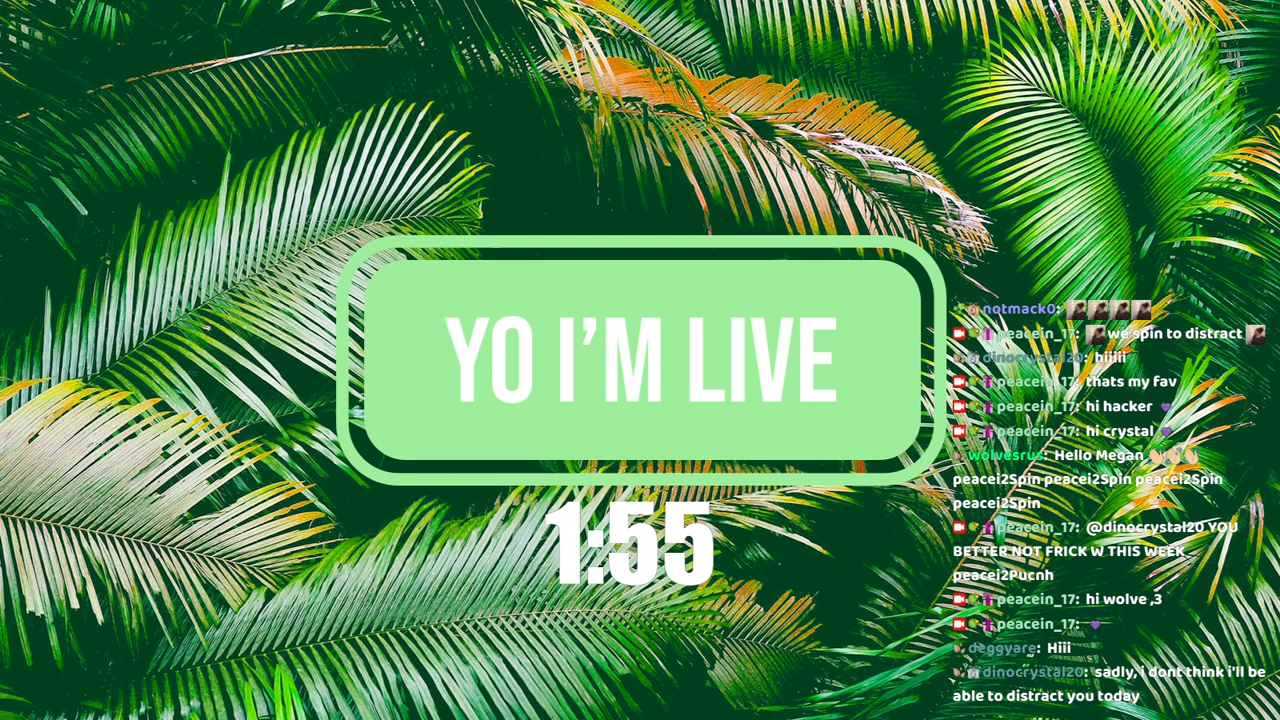 YO I’M LIVE
1:55
notmack0:
peacein_17: we spin to distract
dinocrystal20: hiiiii
peacein_17: thats my fav
peacein_17: hi hacker
peacein_17: hi crystal
wolvesrus: Hello Megan
peacei2Spin peacei2Spin peacei2Spin
peacei2Spin
peacein_17: @dinocrystal20 YOU
BETTER NOT FRICK W THIS WEEK
peacei2Pucnh
peacein_17: hi wolve ,3
peacein_17:
deggyare: Hiii
dinocrystal20: sadly, i dont think i'll be
able to distract you today